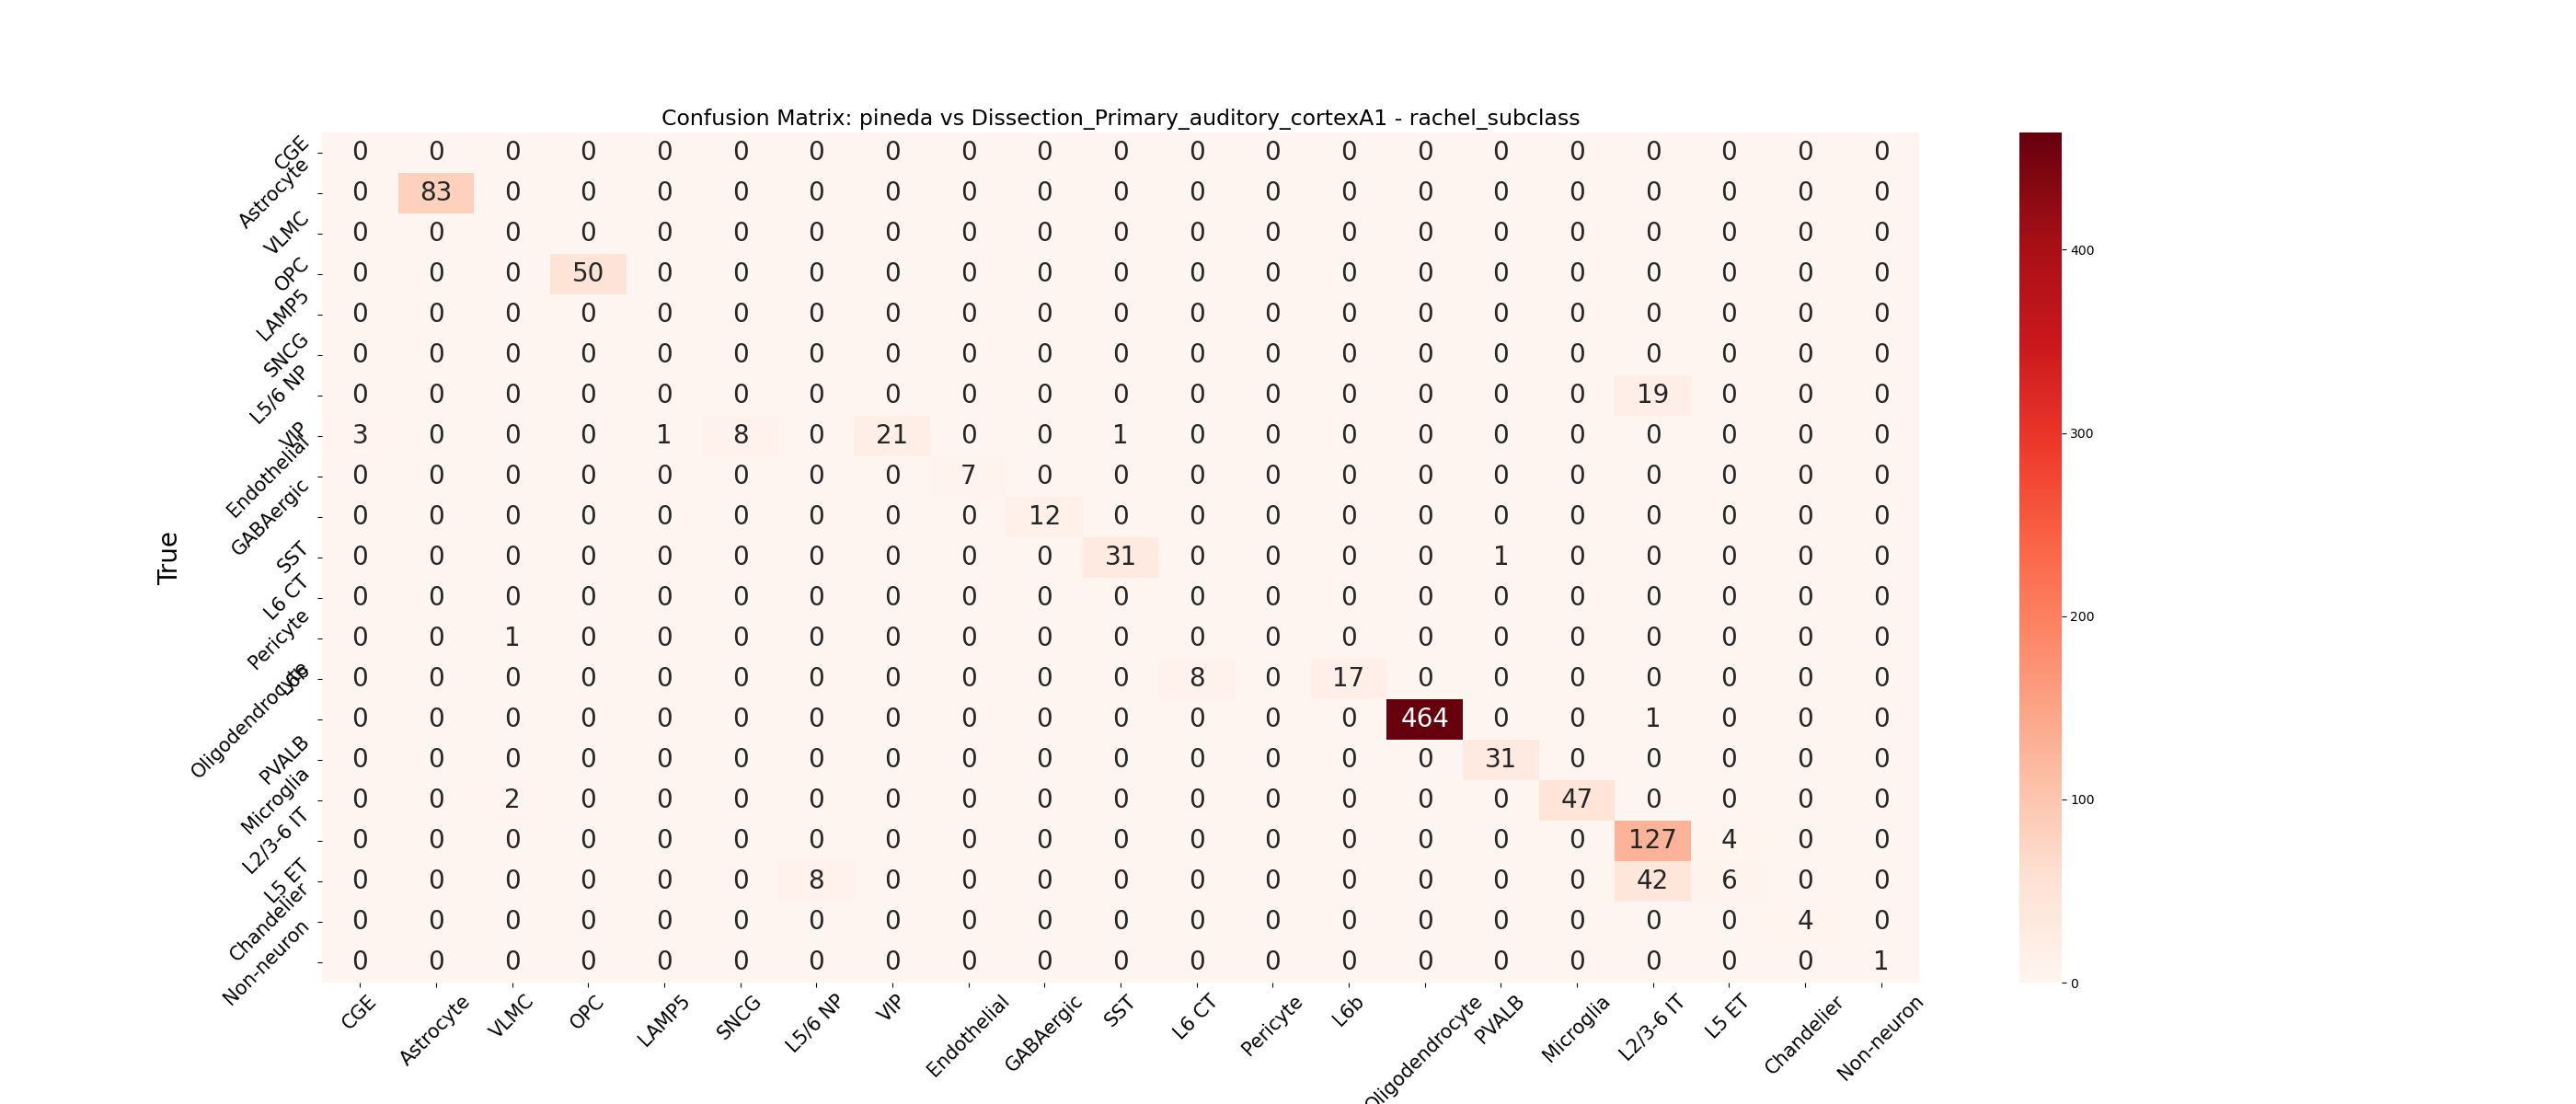 Confusion Matrix: pineda vs Dissection_Primary_auditory_cortexA1 - rachel_subclass
True
CGE 0 0 0 0 0 0 0 0 0 0 0 0 0 0 0 0 0 0 0 0 0
Astrocyte 0 83 0 0 0 0 0 0 0 0 0 0 0 0 0 0 0 0 0 0 0
VLMC 0 0 0 0 0 0 0 0 0 0 0 0 0 0 0 0 0 0 0 0 0
OPC 0 0 0 50 0 0 0 0 0 0 0 0 0 0 0 0 0 0 0 0 0
LAMP5 0 0 0 0 0 0 0 0 0 0 0 0 0 0 0 0 0 0 0 0 0
SNCG 0 0 0 0 0 0 0 0 0 0 0 0 0 0 0 0 0 0 0 0 0
L5/6 NP 0 0 0 0 0 0 0 0 0 0 0 0 0 0 0 0 0 19 0 0 0
VIP 3 0 0 0 1 8 0 21 0 0 1 0 0 0 0 0 0 0 0 0 0
Endothelial 0 0 0 0 0 0 0 0 7 0 0 0 0 0 0 0 0 0 0 0 0
GABAergic 0 0 0 0 0 0 0 0 0 12 0 0 0 0 0 0 0 0 0 0 0
SST 0 0 0 0 0 0 0 0 0 0 31 0 0 0 0 1 0 0 0 0 0
L6 CT 0 0 0 0 0 0 0 0 0 0 0 0 0 0 0 0 0 0 0 0 0
Pericyte 0 0 1 0 0 0 0 0 0 0 0 0 0 0 0 0 0 0 0 0 0
L6b 0 0 0 0 0 0 0 0 0 0 0 8 0 17 0 0 0 0 0 0 0
Oligodendrocyte 0 0 0 0 0 0 0 0 0 0 0 0 0 0 464 0 0 1 0 0 0
PVALB 0 0 0 0 0 0 0 0 0 0 0 0 0 0 0 31 0 0 0 0 0
Microglia 0 0 2 0 0 0 0 0 0 0 0 0 0 0 0 0 47 0 0 0 0
L2/3-6 IT 0 0 0 0 0 0 0 0 0 0 0 0 0 0 0 0 0 127 4 0 0
L5 ET 0 0 0 0 0 0 8 0 0 0 0 0 0 0 0 0 0 42 6 0 0
Chandelier 0 0 0 0 0 0 0 0 0 0 0 0 0 0 0 0 0 0 0 4 0
Non-neuron 0 0 0 0 0 0 0 0 0 0 0 0 0 0 0 0 0 0 0 0 1
CGE Astrocyte VLMC OPC LAMP5 SNCG L5/6 NP VIP Endothelial GABAergic SST L6 CT Pericyte L6b Oligodendrocyte PVALB Microglia L2/3-6 IT L5 ET Chandelier Non-neuron
400
300
200
100
0